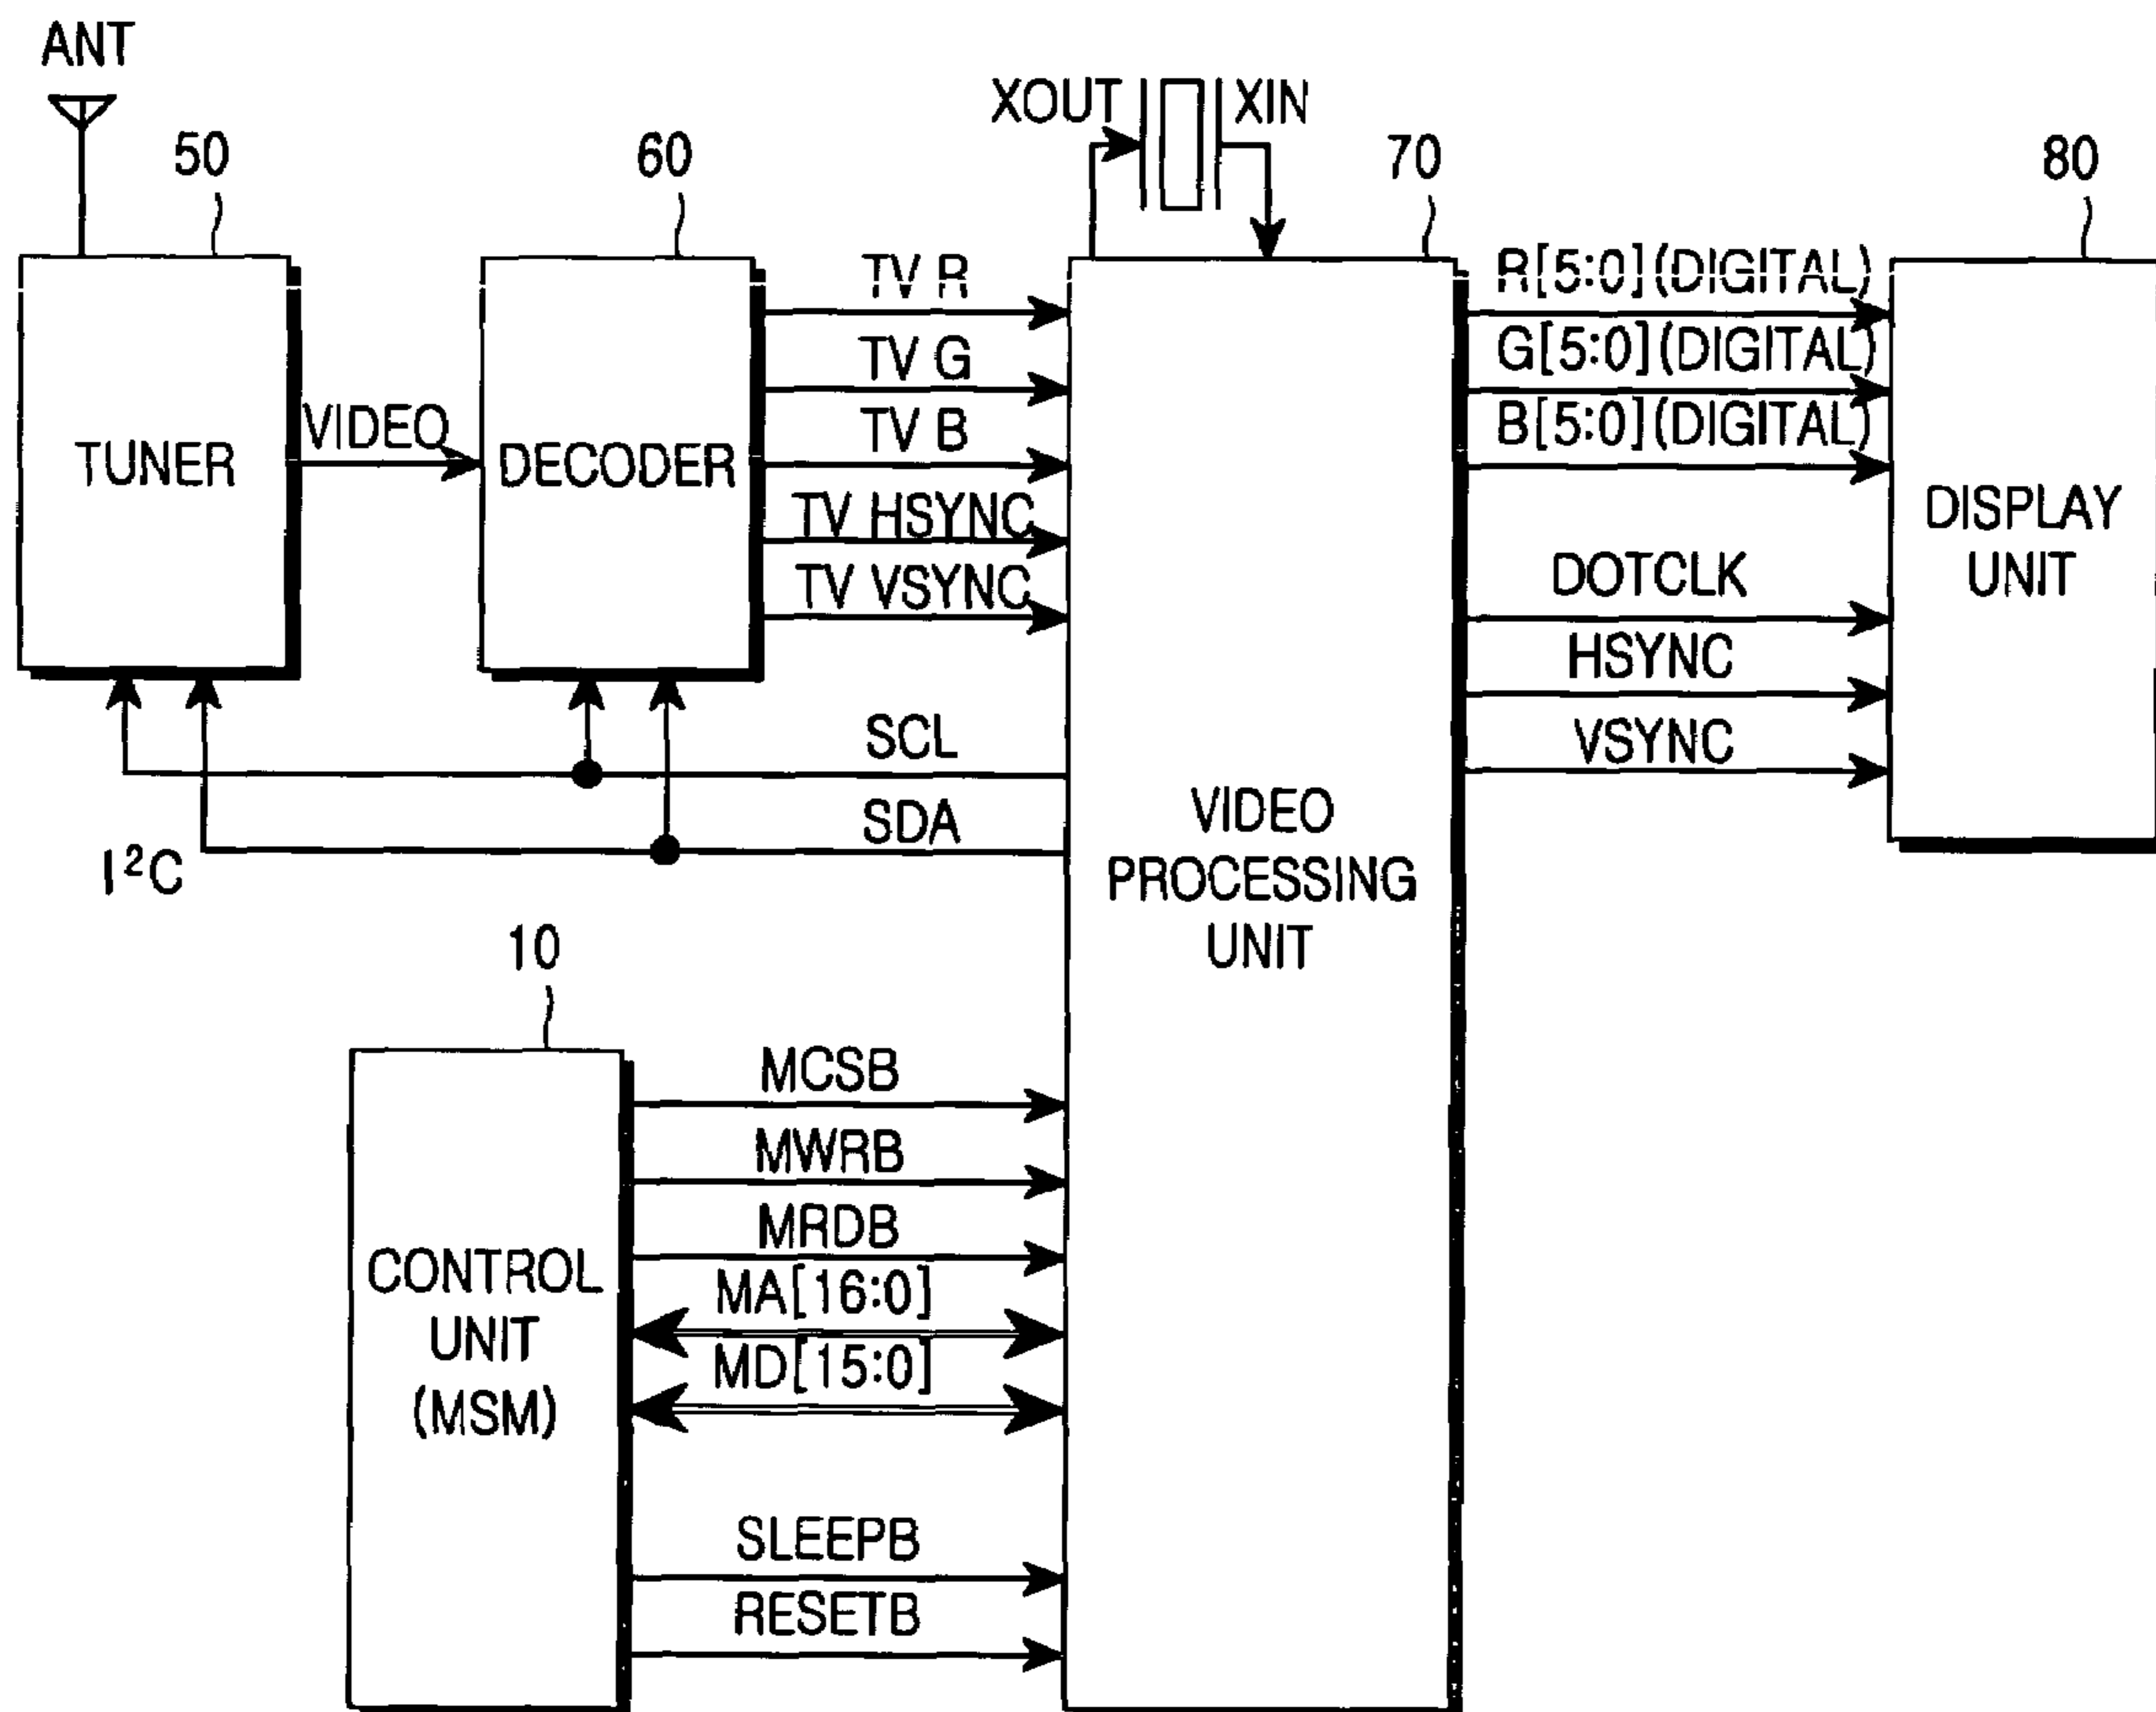 ANT
50
60
XOUT
XIN
70
80
TUNER
VIDEO
DECODER
TV R
TV G
TV B
TV HSYNC
TV VSYNC
R[5:0](DIGITAL)
G[5:0](DIGITAL)
B[5:0](DIGITAL)
DOTCLK
HSYNC
VSYNC
DISPLAY
UNIT
SCL
SDA
I²C
VIDEO
PROCESSING
UNIT
10
CONTROL
UNIT
(MSM)
MCSB
MWRB
MRDB
MA[16:0]
MD[15:0]
SLEEPB
RESETB